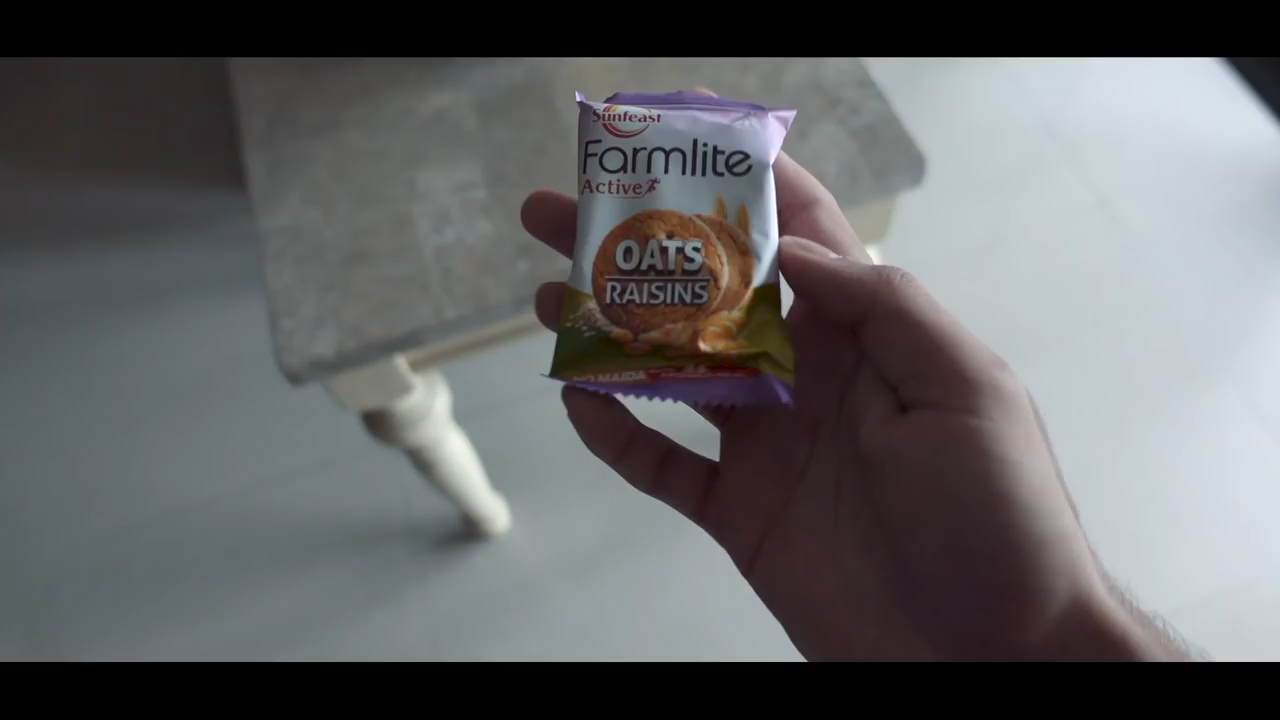 Sunfeast
Farmlite
Active
OATS
RAISINS
NO MAIDA